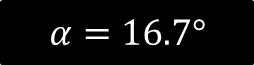 α = 16.7°